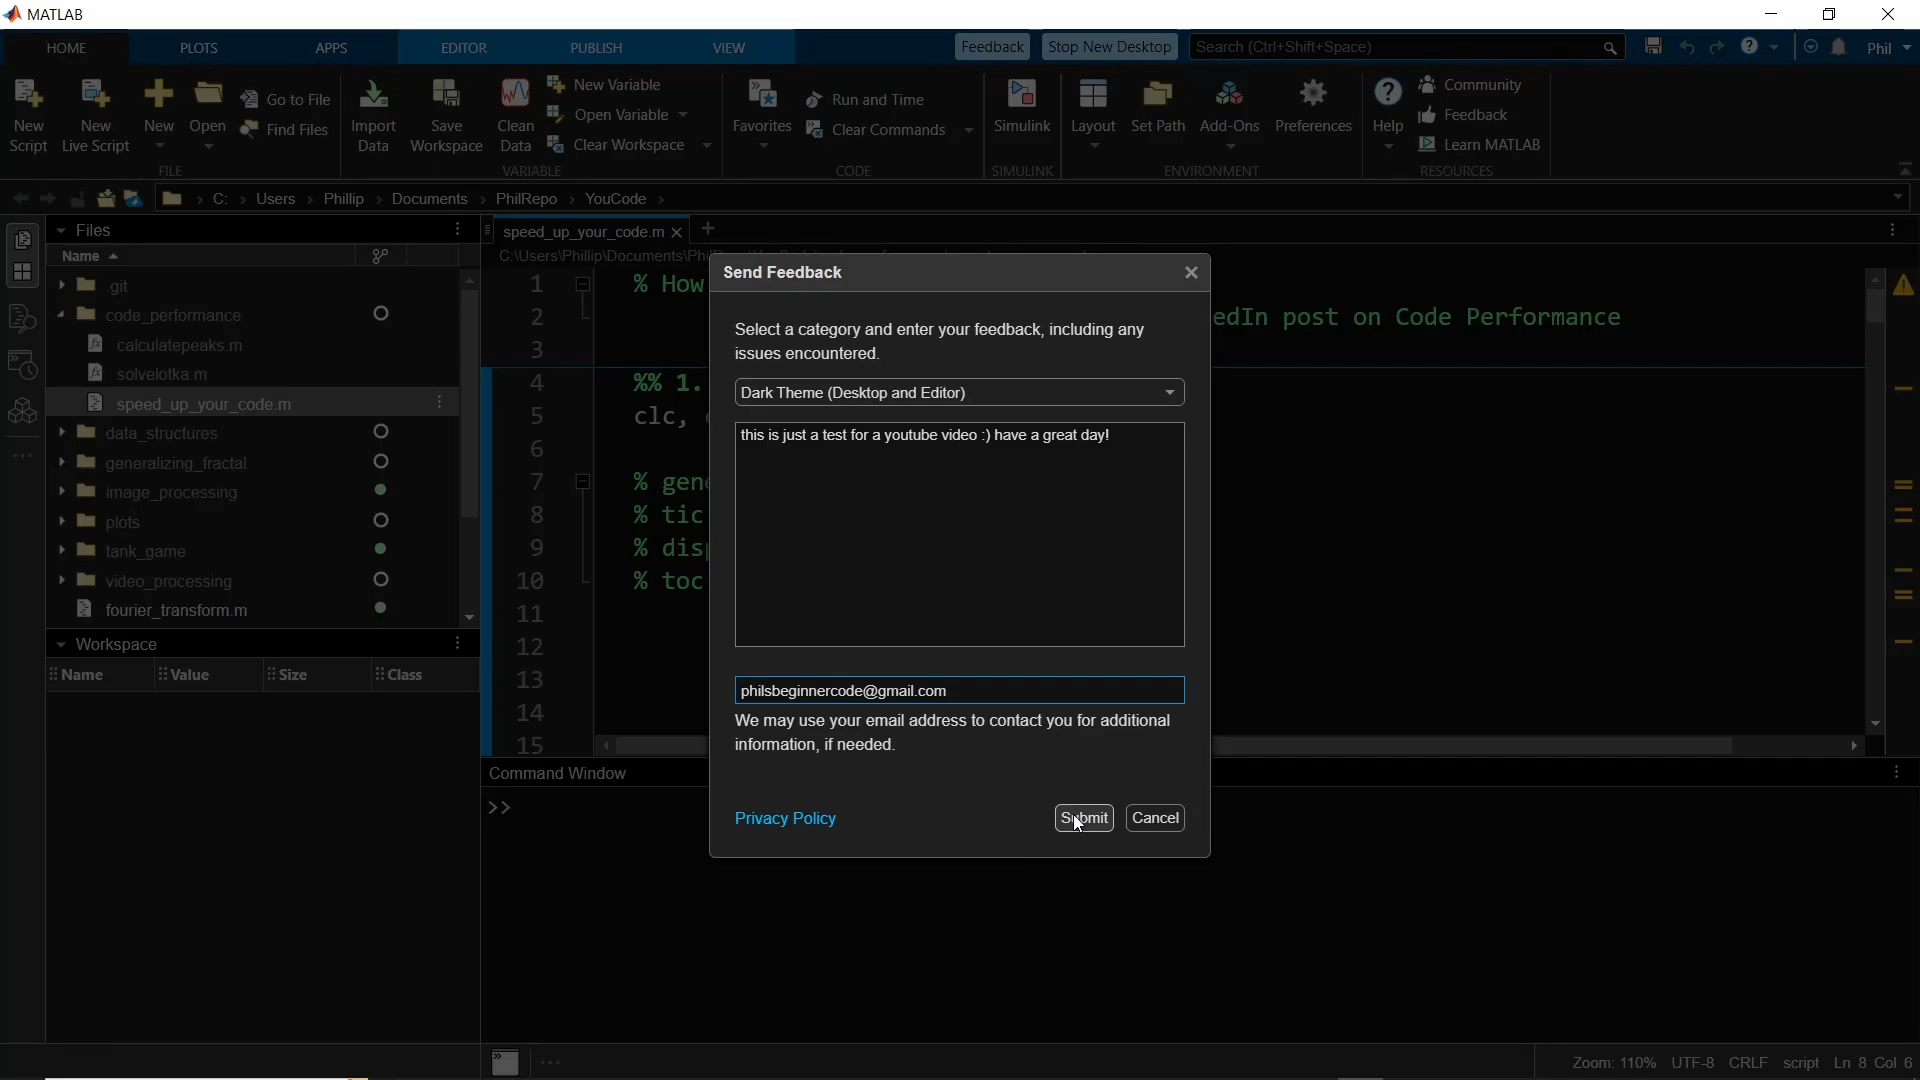 MATLAB
HOME PLOTS APPS EDITOR PUBLISH VIEW Feedback Stop New Desktop Search (Ctrl+Shift+Space) Phil
New Script
New Live Script
New
Open
Go to File
Find Files
FILE
Import Data
Save Workspace
Clean Data
New Variable
Open Variable
Clear Workspace
VARIABLE
Favorites
Run and Time
Clear Commands
CODE
Simulink
SIMULINK
Layout
Set Path
Add-Ons
Preferences
ENVIRONMENT
Help
Community
Feedback
Learn MATLAB
RESOURCES
C: Users Phillip Documents PhilRepo YouCode
Files
Name
.git
code_performance
calculatepeaks.m
solvelotka.m
speed_up_your_code.m
data_structures
generalizing_fractal
image_processing
plots
tank_game
video_processing
fourier_transform.m
Workspace
Name Value Size Class
speed_up_your_code.m
C:\Users\Phillip\Documents\Phil
1 % How
2 edIn post on Code Performance
3
4 %% 1.
5 clc,
6
7 % gen
8 % tic
9 % disp
10 % toc
11
12
13
14
15
Command Window
>>
Send Feedback
Select a category and enter your feedback, including any
issues encountered.
Dark Theme (Desktop and Editor)
this is just a test for a youtube video :) have a great day!
philsbeginnercode@gmail.com
We may use your email address to contact you for additional
information, if needed.
Privacy Policy Submit Cancel
Zoom: 110% UTF-8 CRLF script Ln 8 Col 6